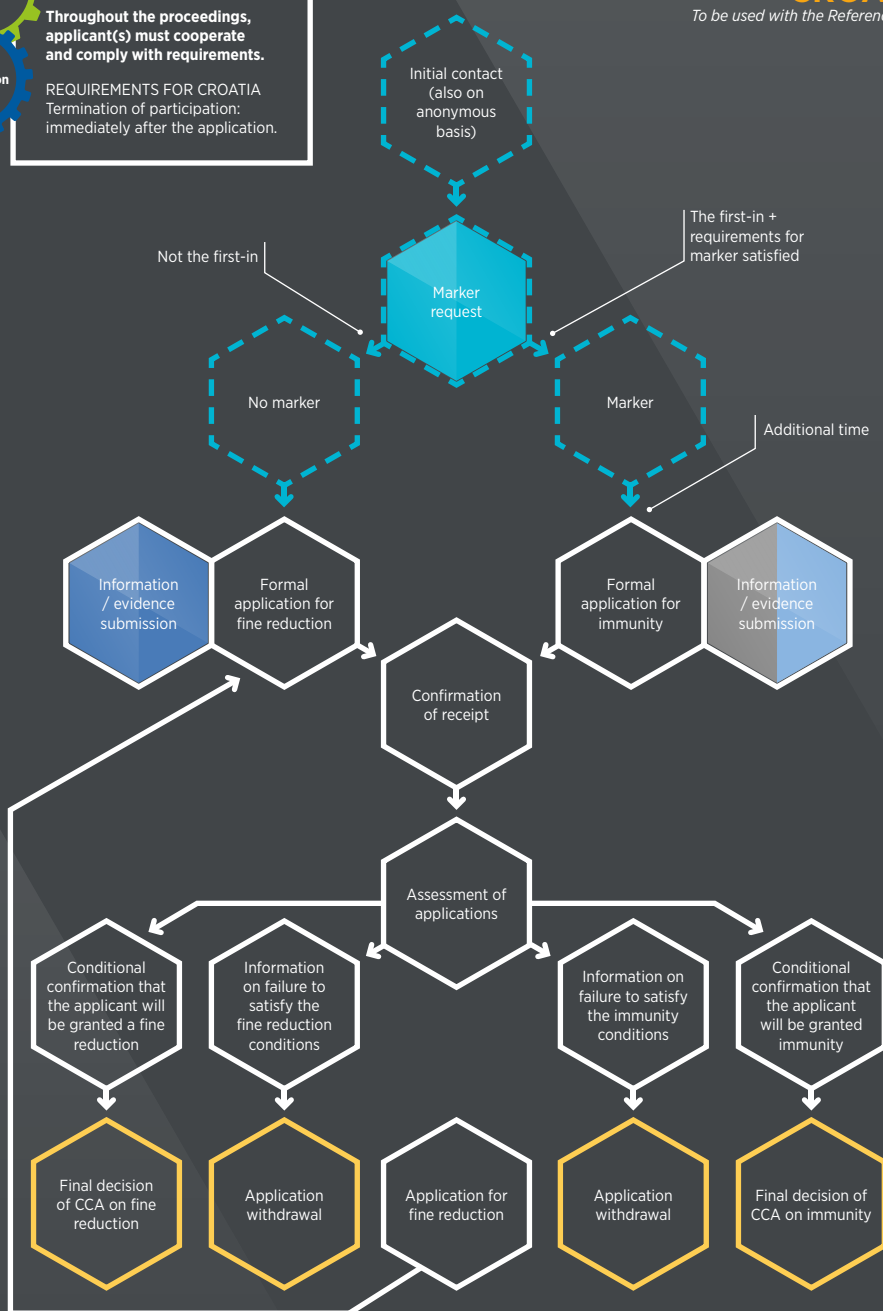 Throughout the proceedings,
applicant(s) must cooperate
and comply with requirements.
REQUIREMENTS FOR CROATIA
Termination of participation:
immediately after the application.
To be used with the Reference
Initial contact
(also on
anonymous
basis)
Not the first-in
The first-in +
requirements for
marker satisfied
Marker
request
No marker
Marker
Additional time
Information
/ evidence
submission
Formal
application for
fine reduction
Formal
application for
immunity
Information
/ evidence
submission
Confirmation
of receipt
Assessment of
applications
Conditional
confirmation that
the applicant will
be granted a fine
reduction
Information
on failure to
satisfy the
fine reduction
conditions
Information on
failure to satisfy
the immunity
conditions
Conditional
confirmation that
the applicant
will be granted
immunity
Final decision
of CCA on fine
reduction
Application
withdrawal
Application for
fine reduction
Application
withdrawal
Final decision of
CCA on immunity